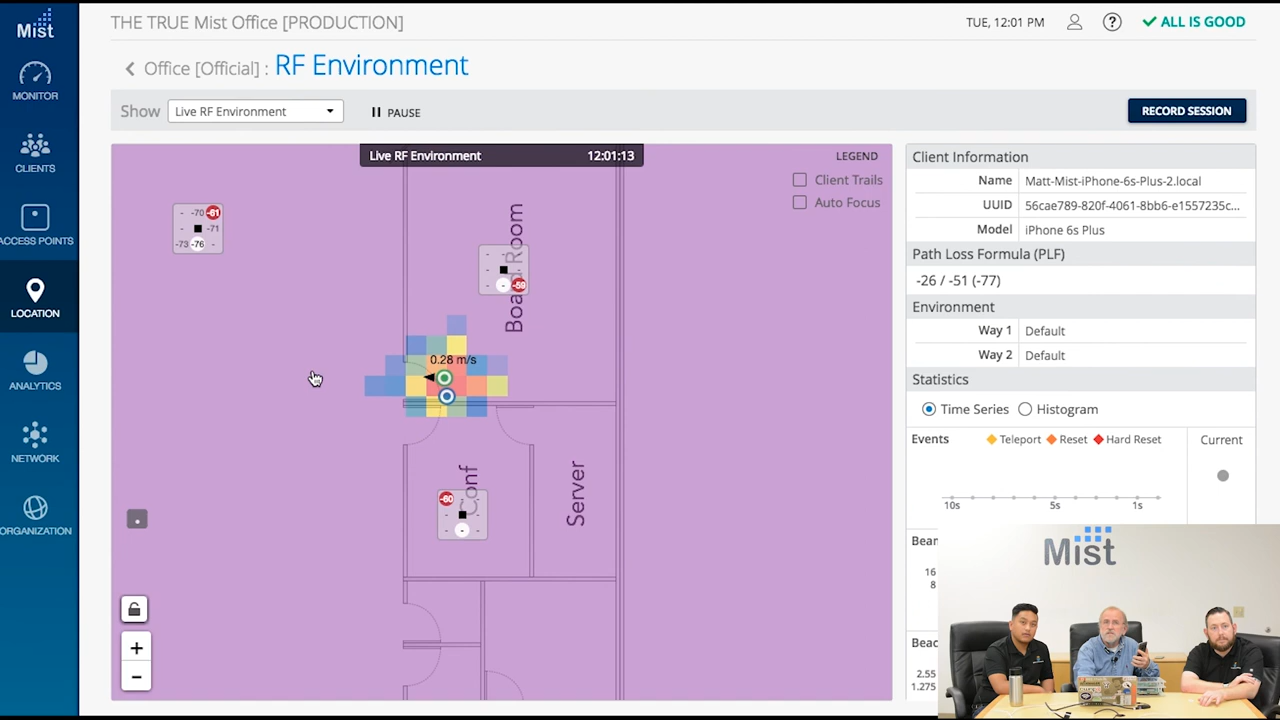 Mist
THE TRUE Mist Office [PRODUCTION]
TUE, 12:01 PM
?
ALL IS GOOD
MONITOR
CLIENTS
ACCESS POINTS
LOCATION
ANALYTICS
NETWORK
ORGANIZATION
Office [Official] : RF Environment
Show
Live RF Environment
PAUSE
RECORD SESSION
Live RF Environment
12:01:13
LEGEND
Client Trails
Auto Focus
- -70 -61
- -71
-73 -76 -
Board Room
-59
0.28 m/s
Conf
-60
Server
+
−
Client Information
Name Matt-Mist-iPhone-6s-Plus-2.local
UUID 56cae789-820f-4061-8bb6-e1557235c...
Model iPhone 6s Plus
Path Loss Formula (PLF)
-26 / -51 (-77)
Environment
Way 1 Default
Way 2 Default
Statistics
Time Series Histogram
Events Teleport Reset Hard Reset
Current
10s 5s 1s
Bean
16
8
Beac
2.55
1.275
Mist